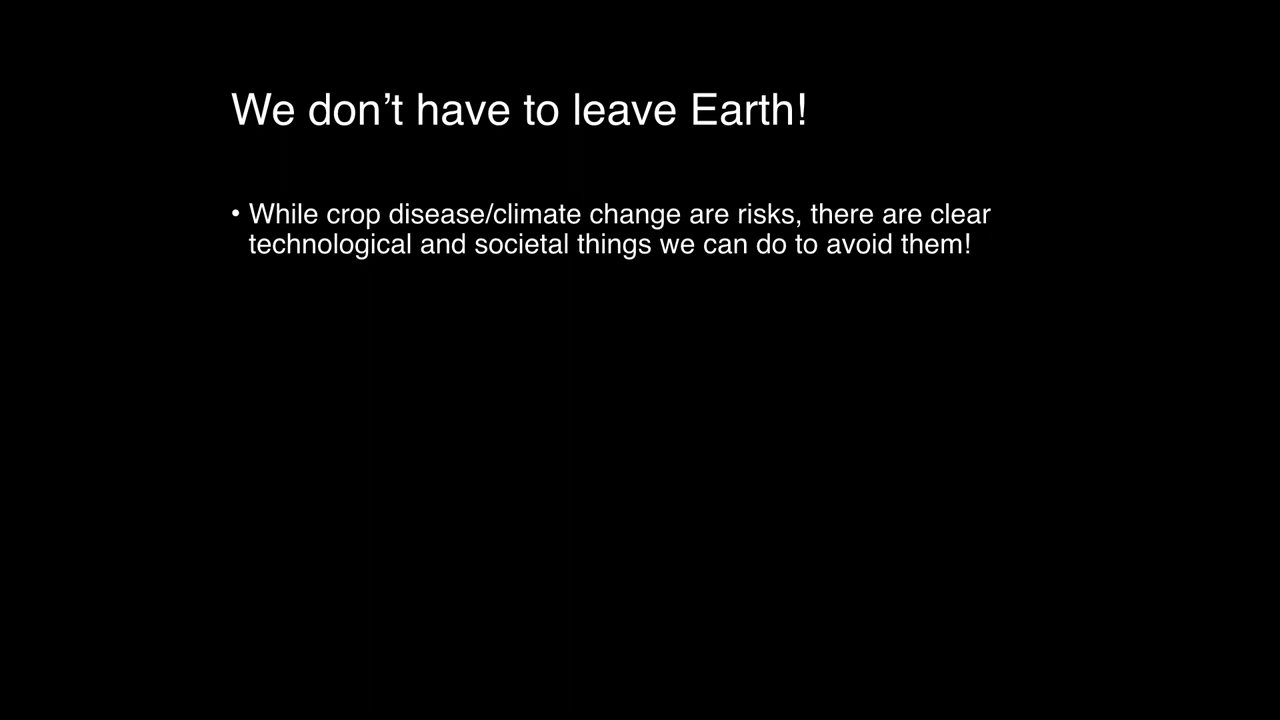 We don’t have to leave Earth!
• While crop disease/climate change are risks, there are clear
technological and societal things we can do to avoid them!